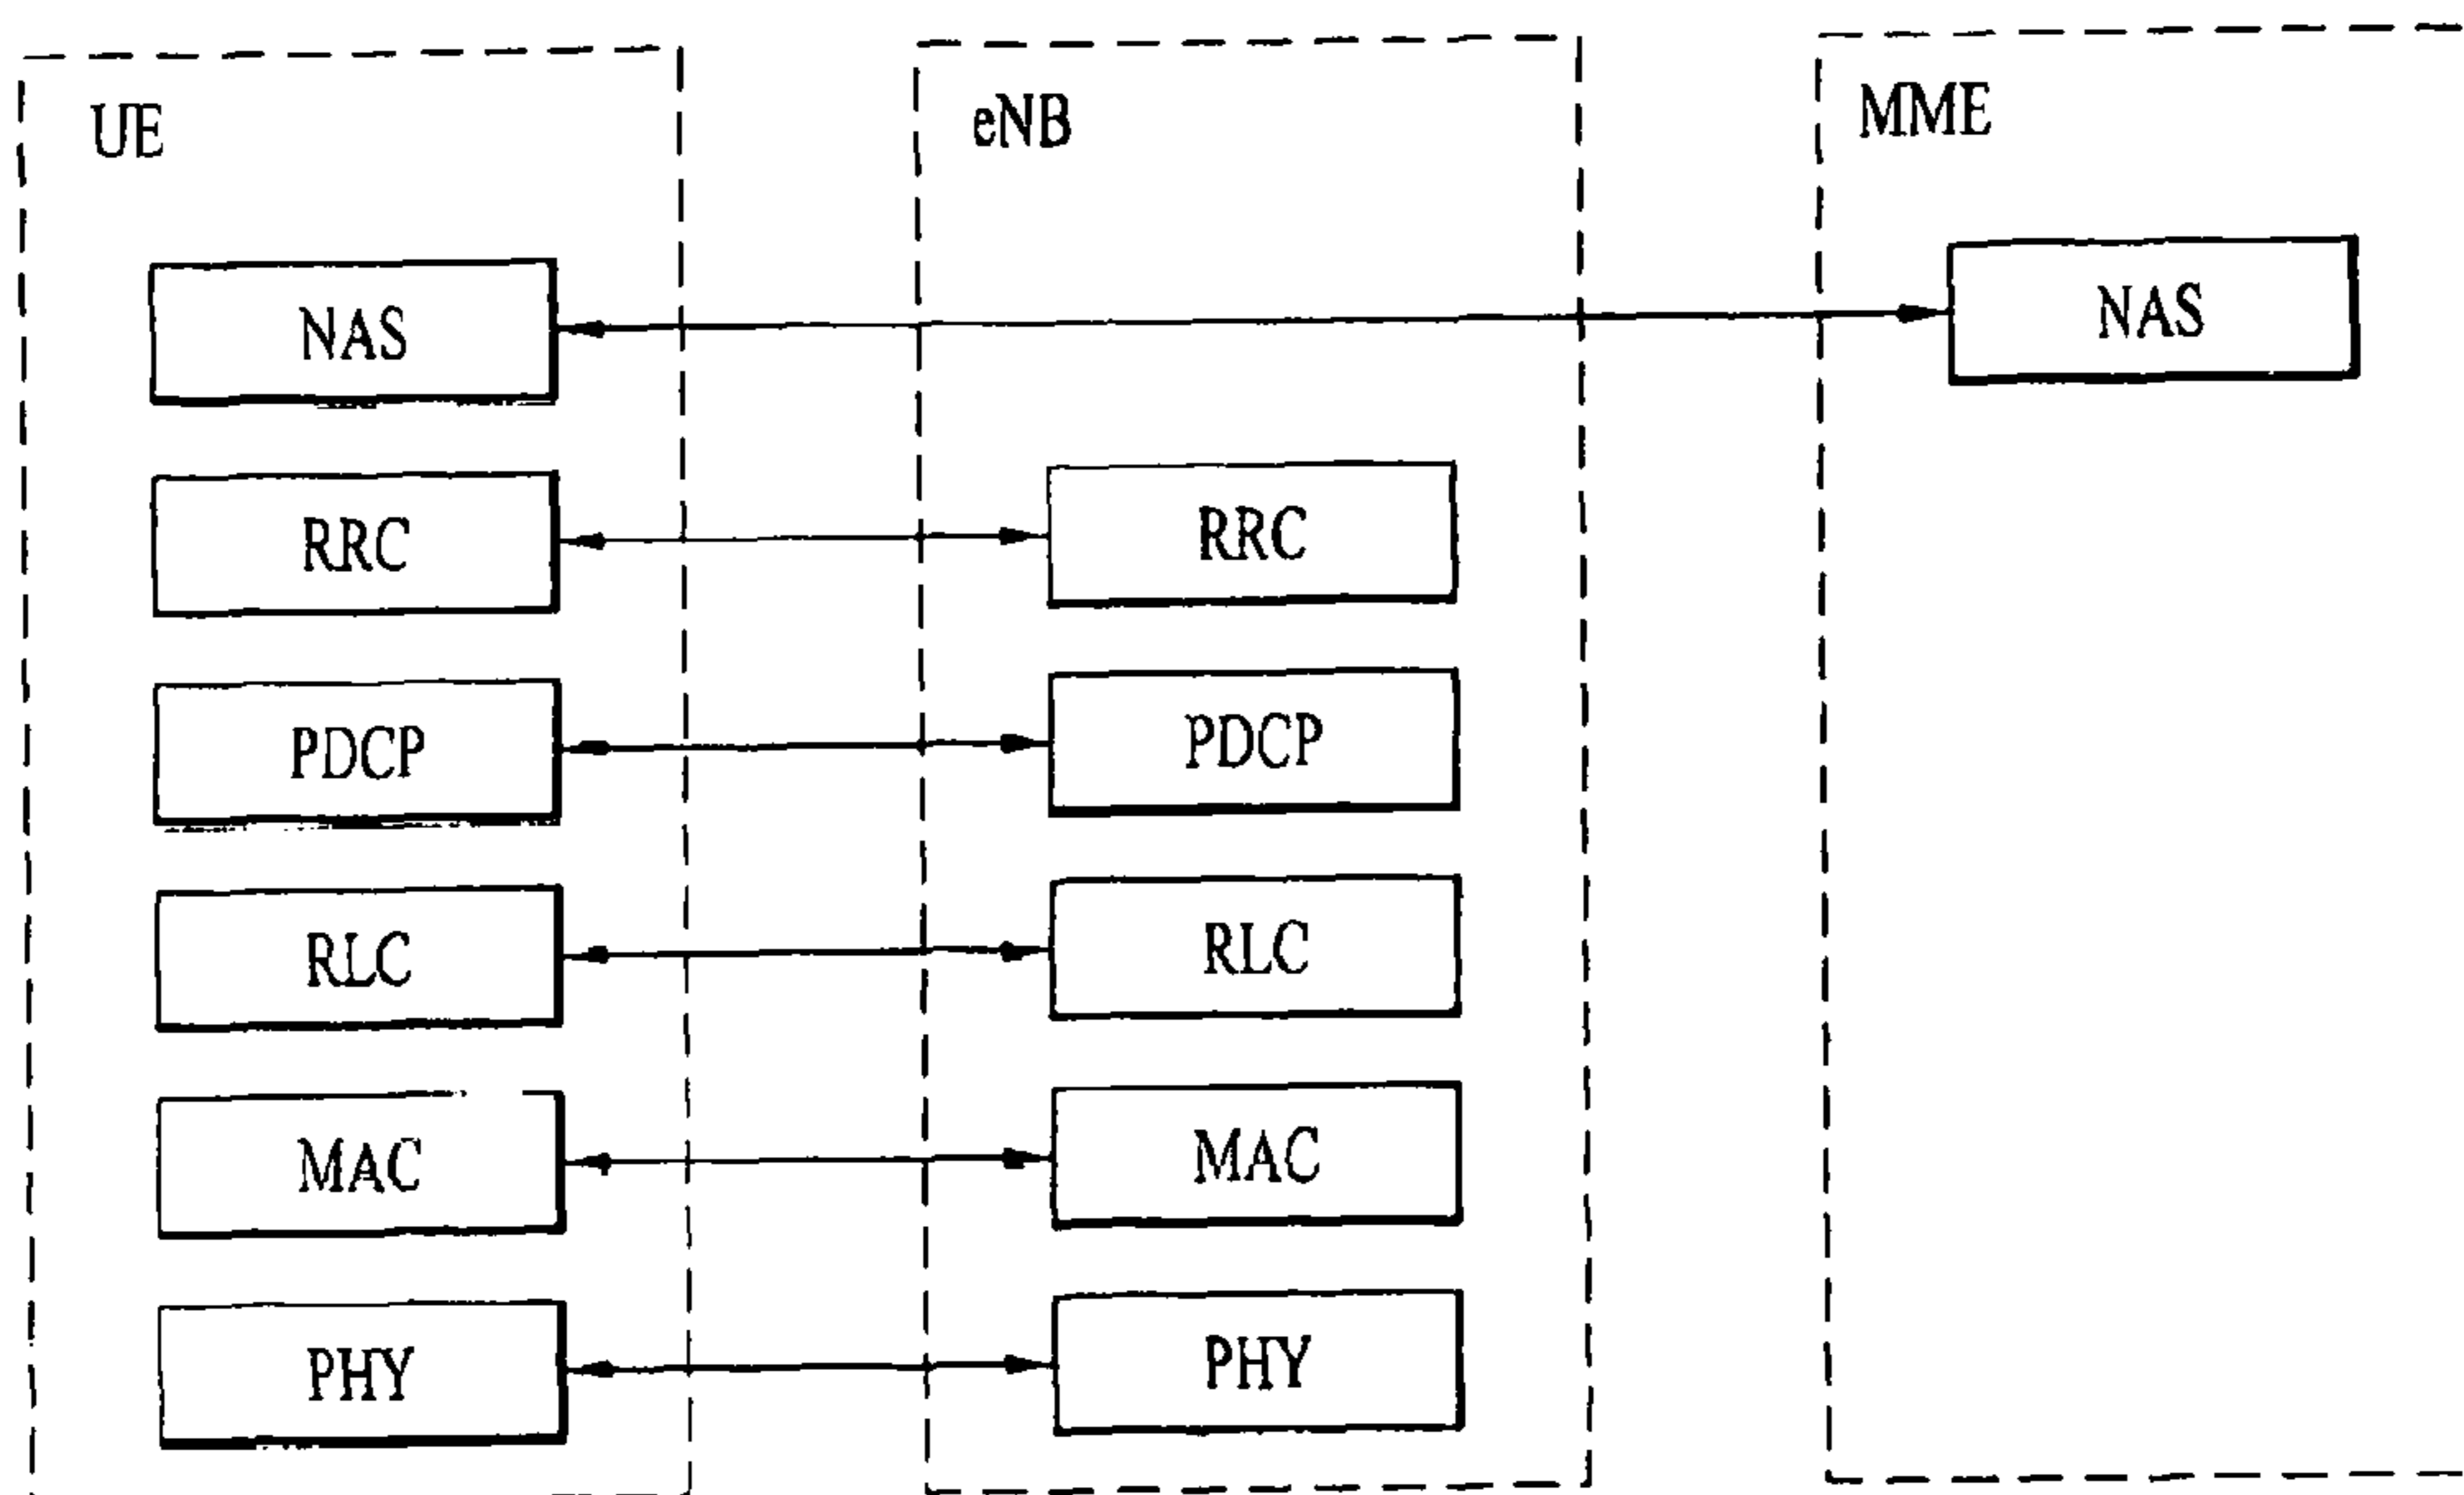 UE
eNB
MME
NAS
NAS
RRC
RRC
PDCP
PDCP
RLC
RLC
MAC
MAC
PHY
PHY